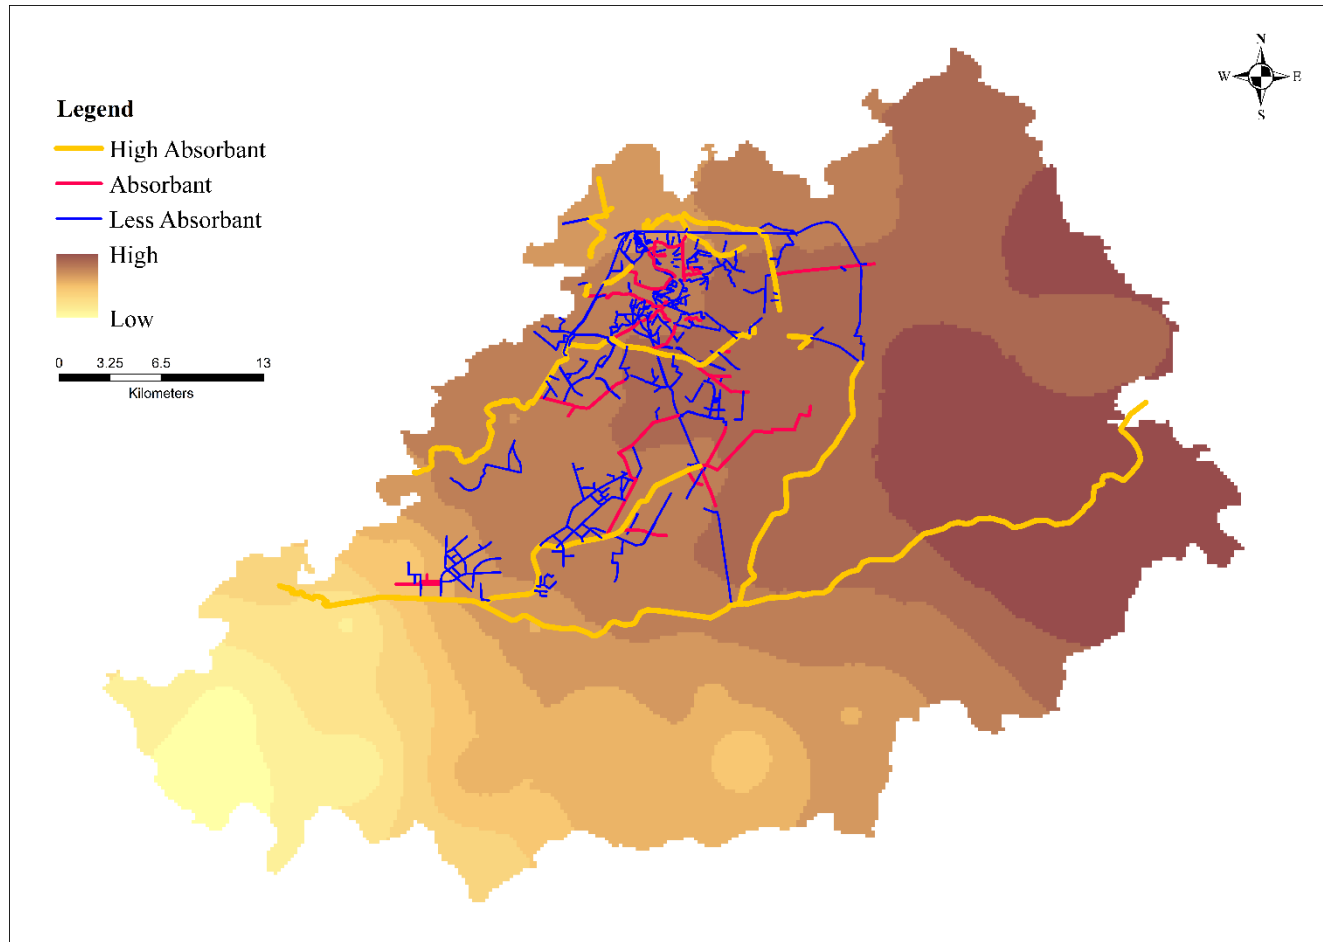 N
W E
S
Legend
High Absorbant
Absorbant
Less Absorbant
High
Low
0 3.25 6.5 13
Kilometers